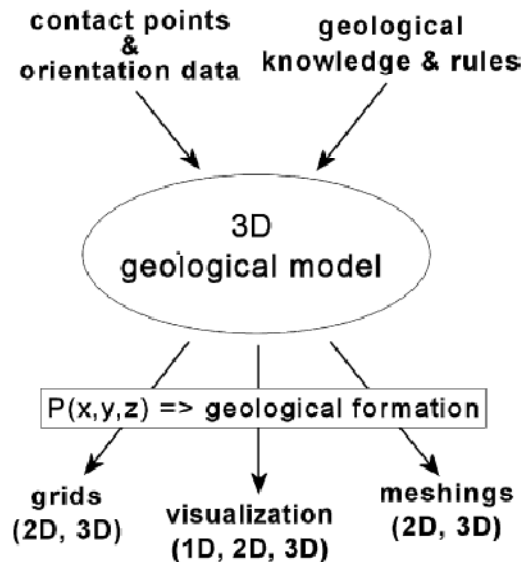 contact points
&
orientation data
geological
knowledge & rules
3D
geological model
P(x,y,z) => geological formation
grids
(2D, 3D)
visualization
(1D, 2D, 3D)
meshings
(2D, 3D)